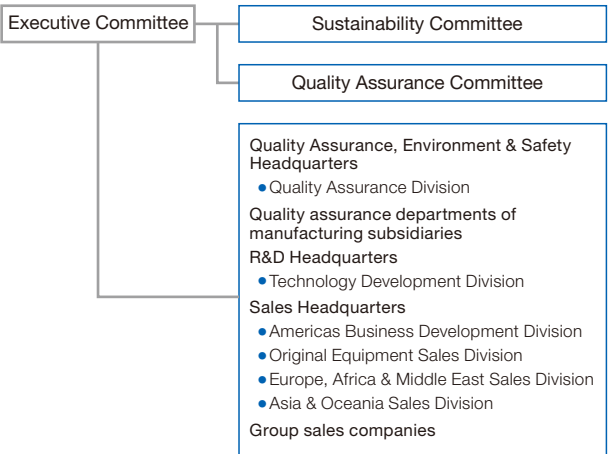 Executive Committee
Sustainability Committee
Quality Assurance Committee
Quality Assurance, Environment & Safety
Headquarters
●Quality Assurance Division
Quality assurance departments of
manufacturing subsidiaries
R&D Headquarters
●Technology Development Division
Sales Headquarters
●Americas Business Development Division
●Original Equipment Sales Division
●Europe, Africa & Middle East Sales Division
●Asia & Oceania Sales Division
Group sales companies